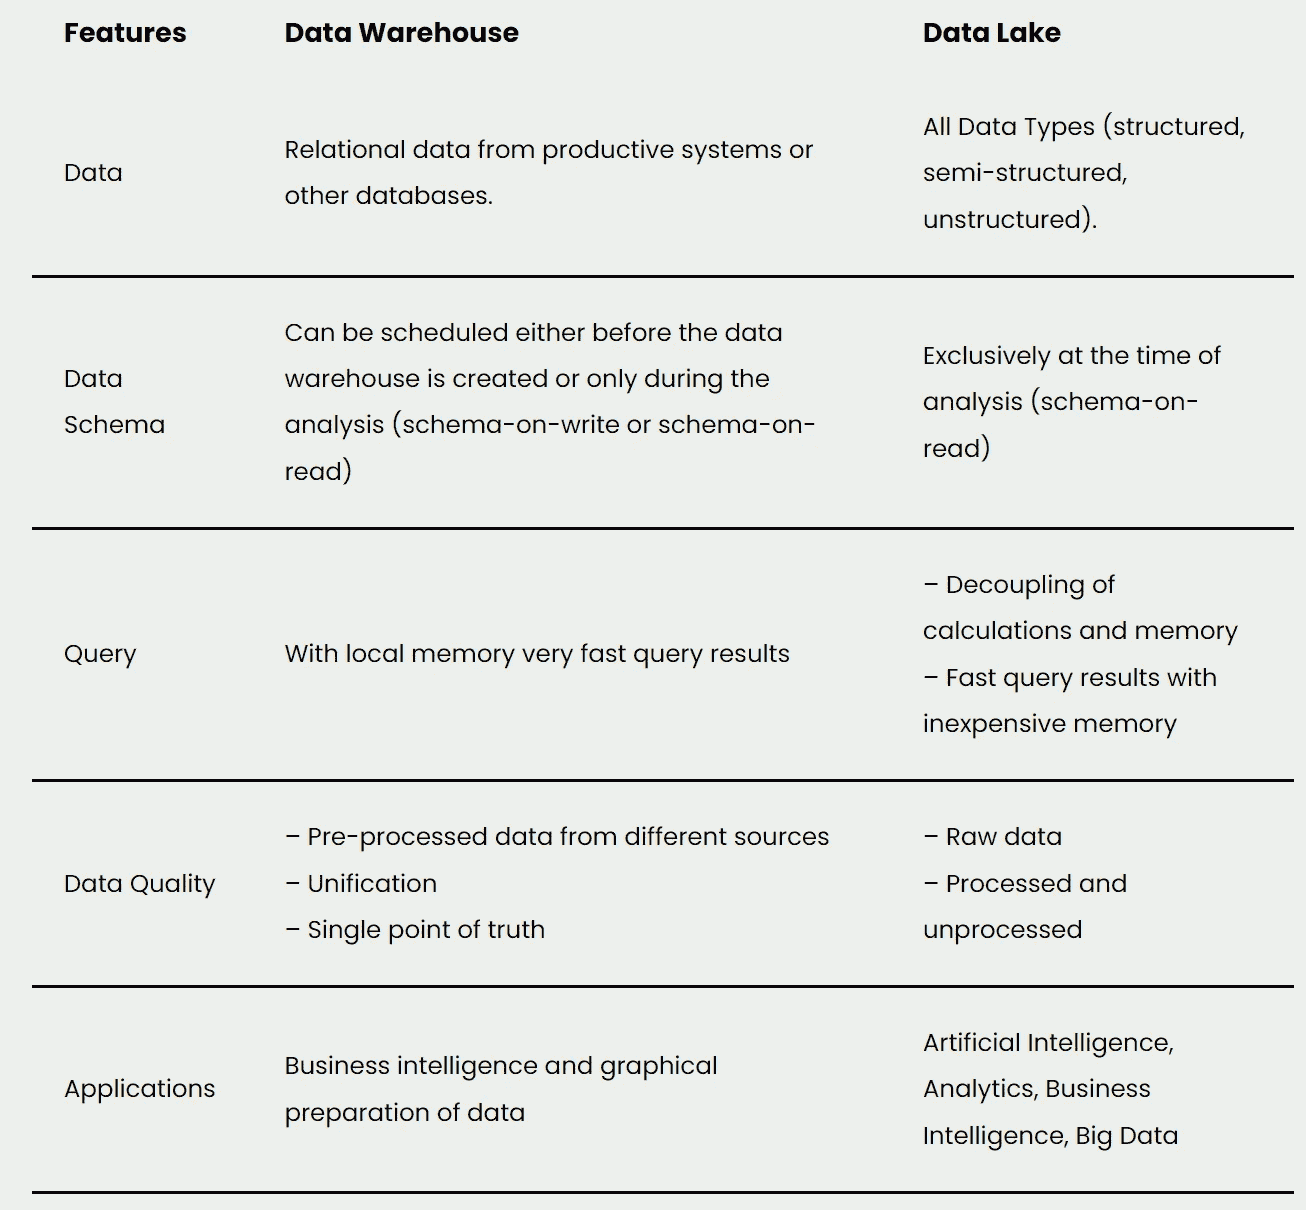 Features Data Warehouse Data Lake
Data
Relational data from productive systems or
other databases.
All Data Types (structured,
semi-structured,
unstructured).
Data
Schema
Can be scheduled either before the data
warehouse is created or only during the
analysis (schema-on-write or schema-on-
read)
Exclusively at the time of
analysis (schema-on-
read)
Query
With local memory very fast query results
– Decoupling of
calculations and memory
– Fast query results with
inexpensive memory
Data Quality
– Pre-processed data from different sources
– Unification
– Single point of truth
– Raw data
– Processed and
unprocessed
Applications
Business intelligence and graphical
preparation of data
Artificial Intelligence,
Analytics, Business
Intelligence, Big Data